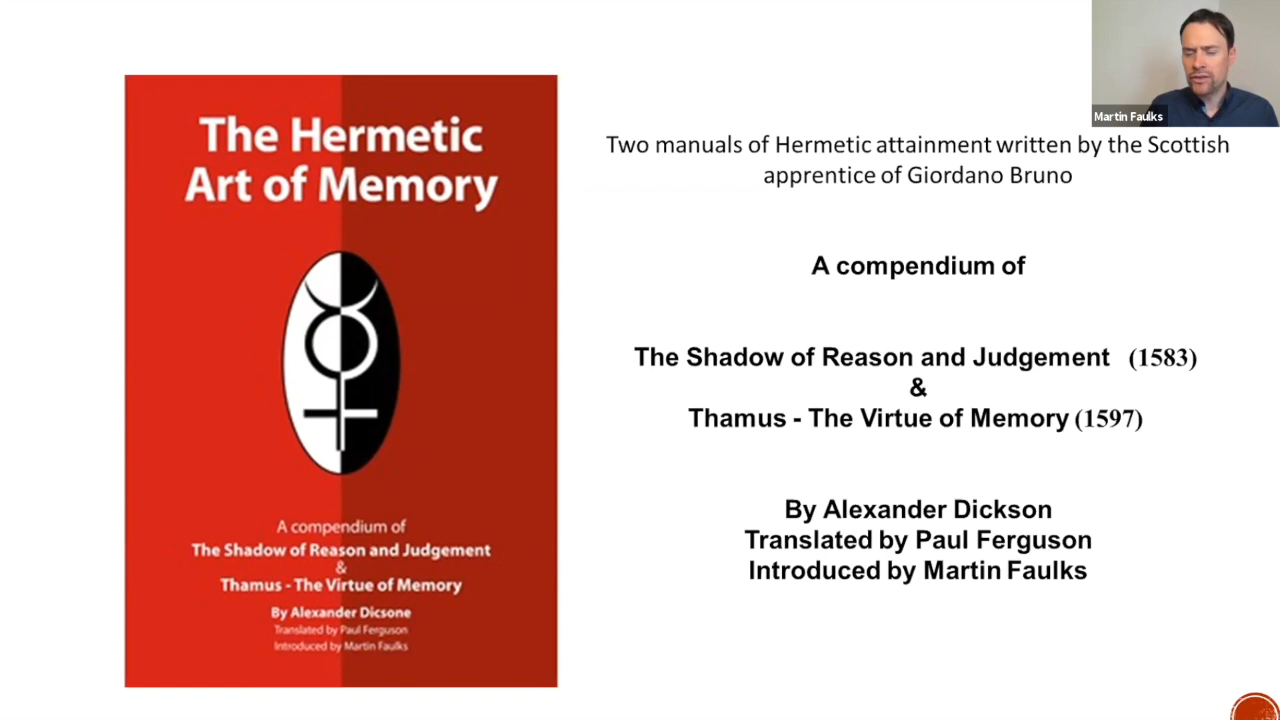 The Hermetic
Art of Memory
A compendium of
The Shadow of Reason and Judgement
&
Thamus - The Virtue of Memory
By Alexander Dicsone
Translated by Paul Ferguson
Introduced by Martin Faulks
Martin Faulks
Two manuals of Hermetic attainment written by the Scottish
apprentice of Giordano Bruno
A compendium of
The Shadow of Reason and Judgement (1583)
&
Thamus - The Virtue of Memory (1597)
By Alexander Dickson
Translated by Paul Ferguson
Introduced by Martin Faulks